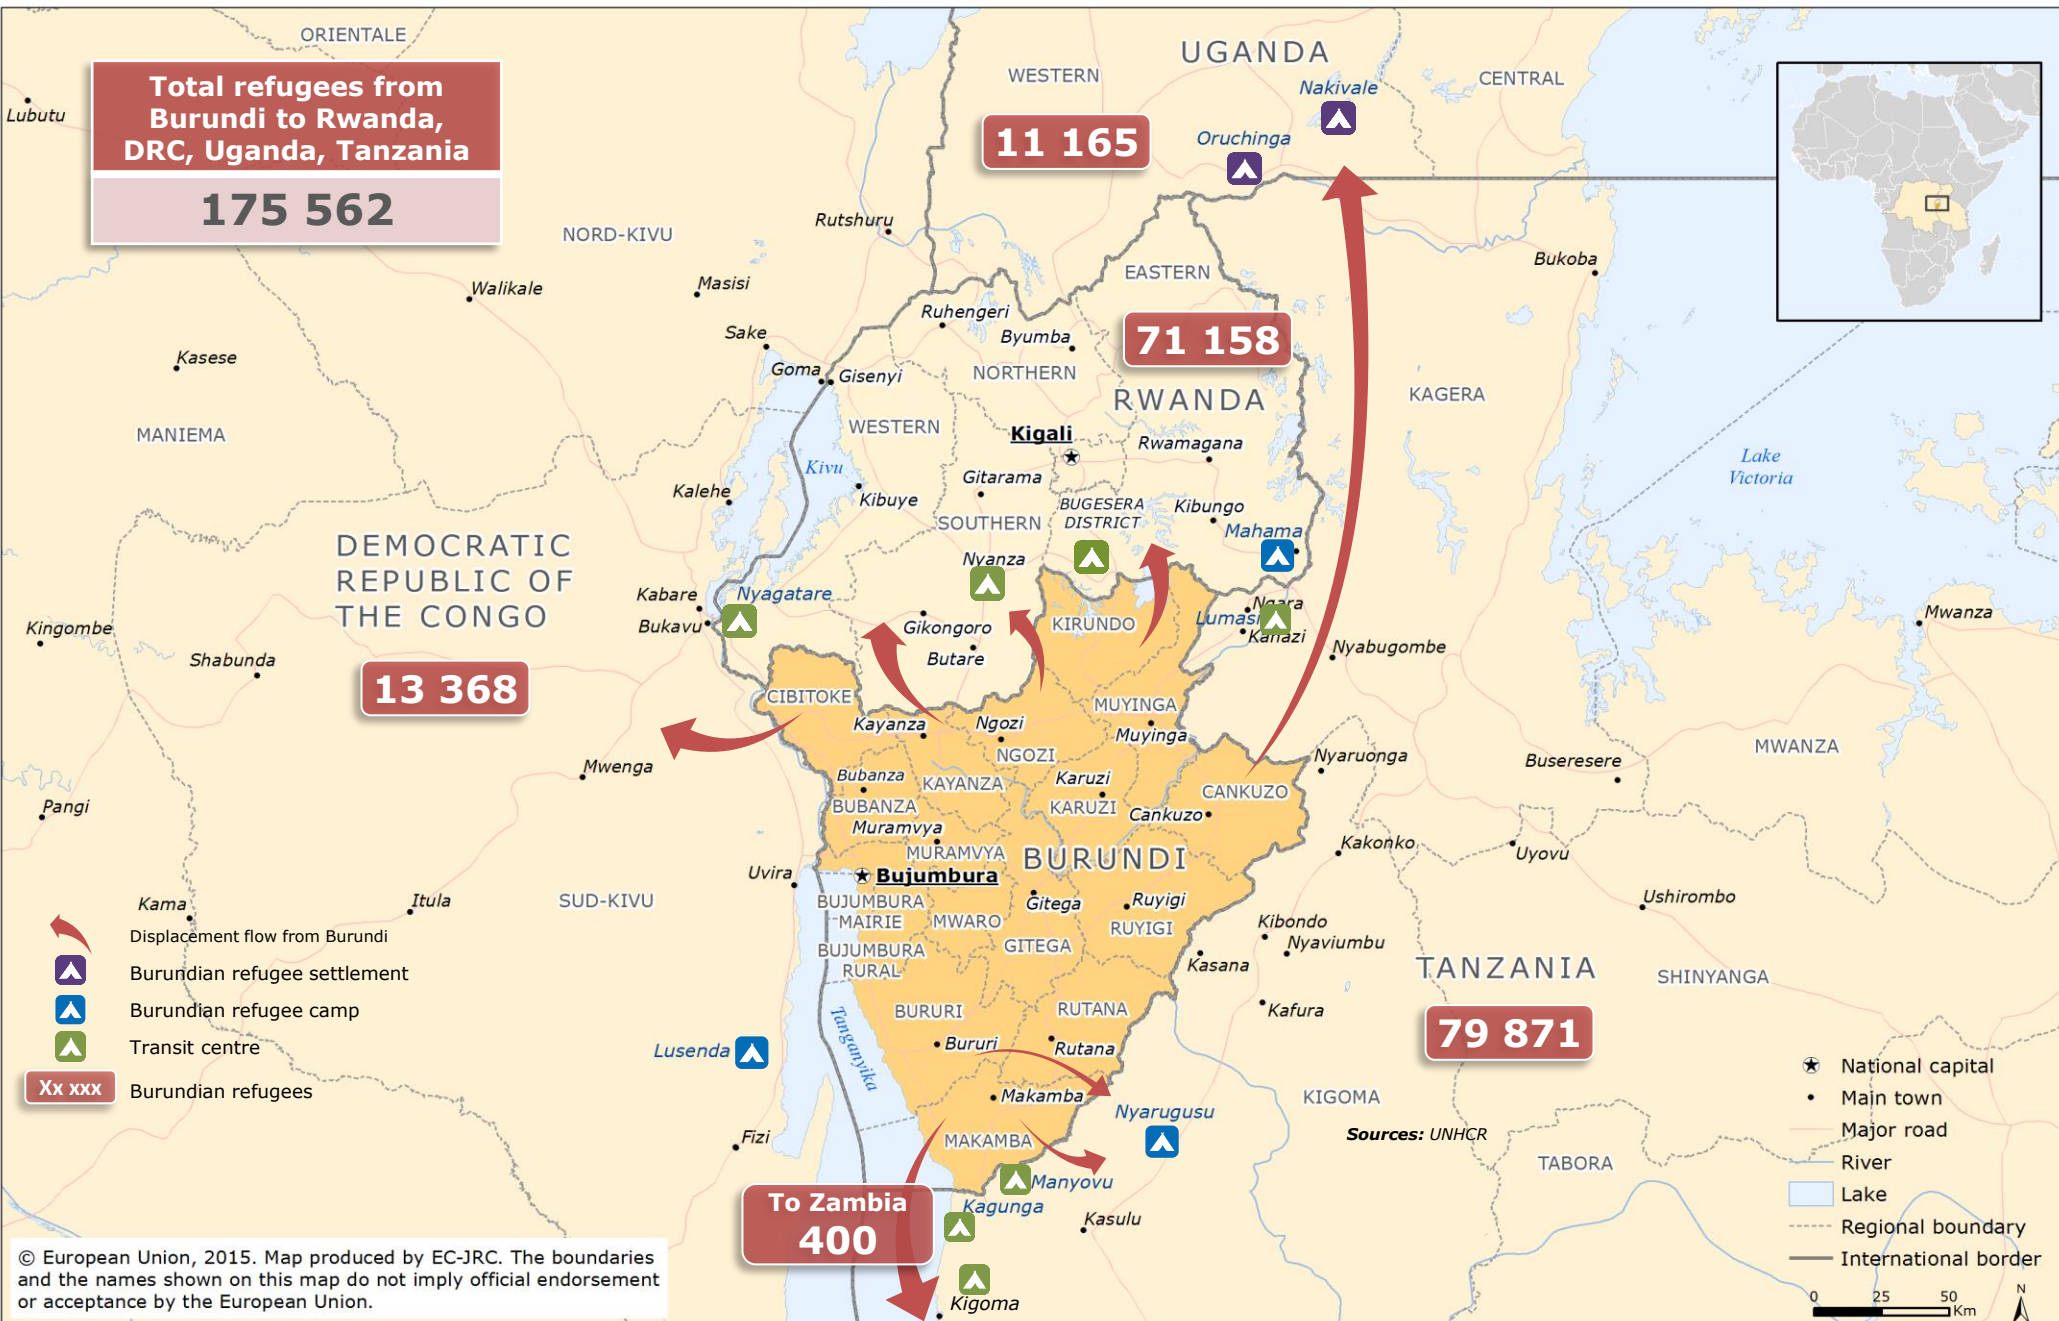 ORIENTALE
UGANDA
WESTERN
CENTRAL
Nakivale
Total refugees from
Burundi to Rwanda,
DRC, Uganda, Tanzania
175 562
Lubutu
11 165
Oruchinga
Rutshuru
NORD-KIVU
Bukoba
EASTERN
Walikale
Masisi
Ruhengeri
Byumba
71 158
Sake
Kasese
Goma
Gisenyi
NORTHERN
RWANDA
KAGERA
MANIEMA
WESTERN
Kigali
Rwamagana
Lake
Victoria
Kivu
Gitarama
Kalehe
Kibuye
BUGESERA
DISTRICT
Kibungo
SOUTHERN
Mahama
DEMOCRATIC
REPUBLIC OF
THE CONGO
Nyanza
Kabare
Nyagatare
Bukavu
Gikongoro
KIRUNDO
Lumasi
Ngara
Kanazi
Mwanza
Kingombe
Shabunda
Butare
Nyabugombe
13 368
CIBITOKE
MUYINGA
Kayanza
Ngozi
Muyinga
NGOZI
Nyaruonga
MWANZA
Mwenga
Buseresere
Bubanza
KAYANZA
Karuzi
CANKUZO
Pangi
BUBANZA
KARUZI
Cankuzo
Muramvya
MURAMVYA
BURUNDI
Kakonko
Uyovu
Uvira
Bujumbura
Kama
Itula
SUD-KIVU
BUJUMBURA
MAIRIE
MWARO
Gitega
Ruyigi
RUYIGI
Ushirombo
Kibondo
Nyaviumbu
BUJUMBURA
RURAL
GITEGA
Kasana
TANZANIA
SHINYANGA
Displacement flow from Burundi
Burundian refugee settlement
Burundian refugee camp
Transit centre
Xx xxx
Burundian refugees
BURURI
RUTANA
Kafura
79 871
Tanganyika
Lusenda
Bururi
Rutana
Makamba
Nyarugusu
KIGOMA
Sources: UNHCR
Fizi
MAKAMBA
TABORA
Manyovu
To Zambia
400
Kagunga
Kasulu
Kigoma
National capital
Main town
Major road
River
Lake
Regional boundary
International border
0 25 50
Km
N
© European Union, 2015. Map produced by EC-JRC. The boundaries
and the names shown on this map do not imply official endorsement
or acceptance by the European Union.